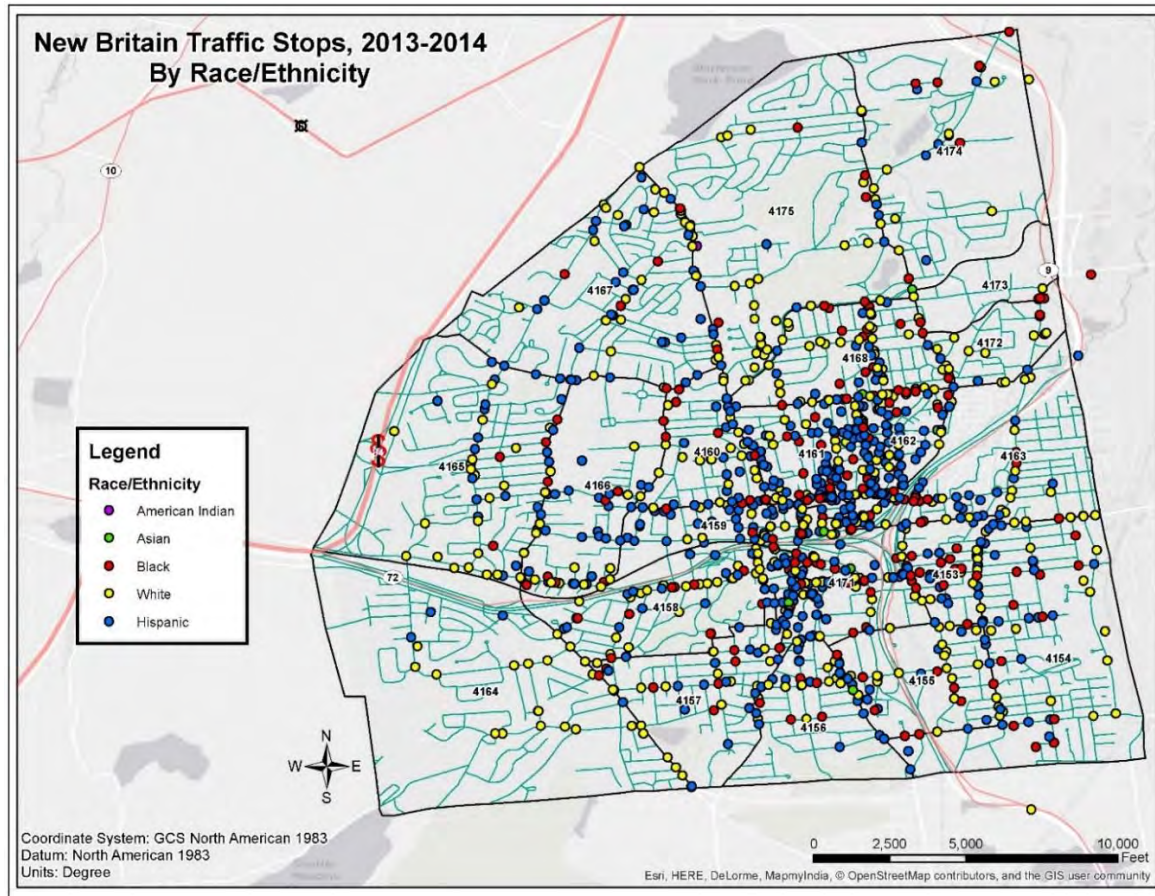 New Britain Traffic Stops, 2013-2014
By Race/Ethnicity
10
4174
4175
9
4167
4173
4172
4168
4162
4160
4161
4163
4165
4166
4159
72
4153
4171
4158
4154
4155
4164
4157
4156
Legend
Race/Ethnicity
American Indian
Asian
Black
White
Hispanic
N
W E
S
Coordinate System: GCS North American 1983
Datum: North American 1983
Units: Degree
0 2,500 5,000 10,000
Feet
Esri, HERE, DeLorme, MapmyIndia, © OpenStreetMap contributors, and the GIS user community